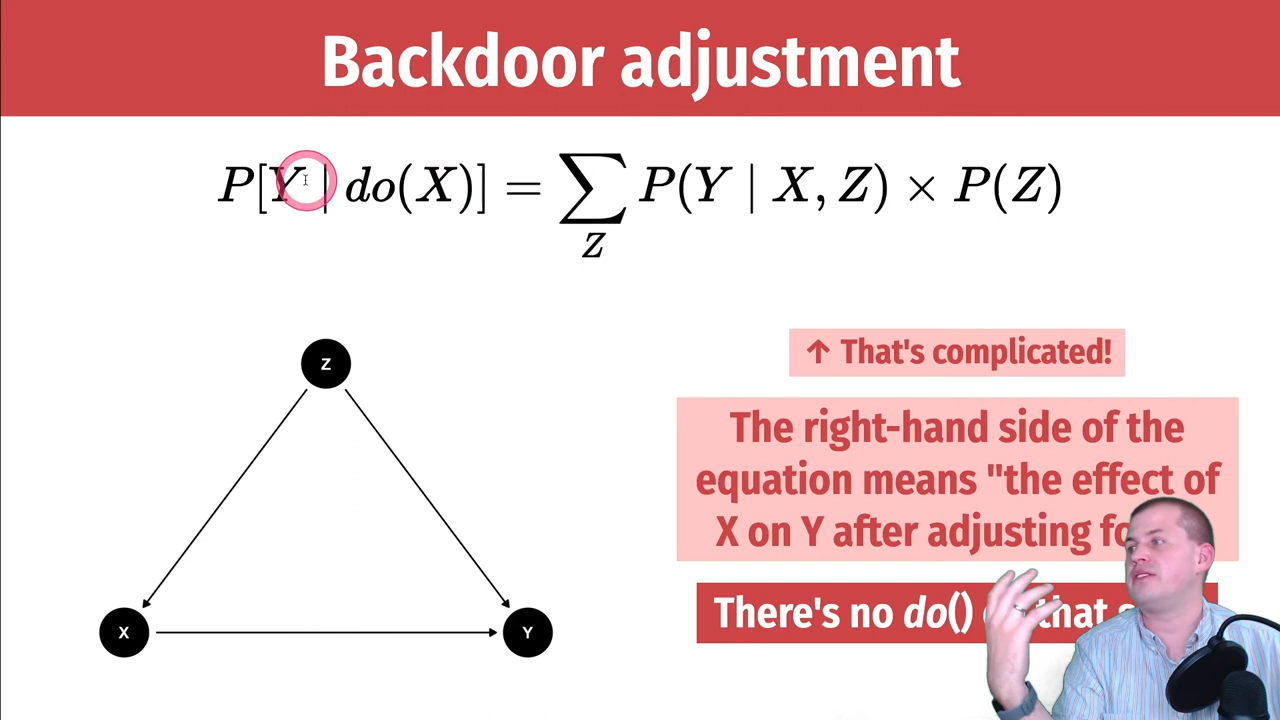 Backdoor adjustment
P[Y | do(X)] = ∑ P(Y | X, Z) × P(Z)
Z
↑ That's complicated!
The right-hand side of the
equation means "the effect of
X on Y after adjusting
There's no do() that
Z
X
Y